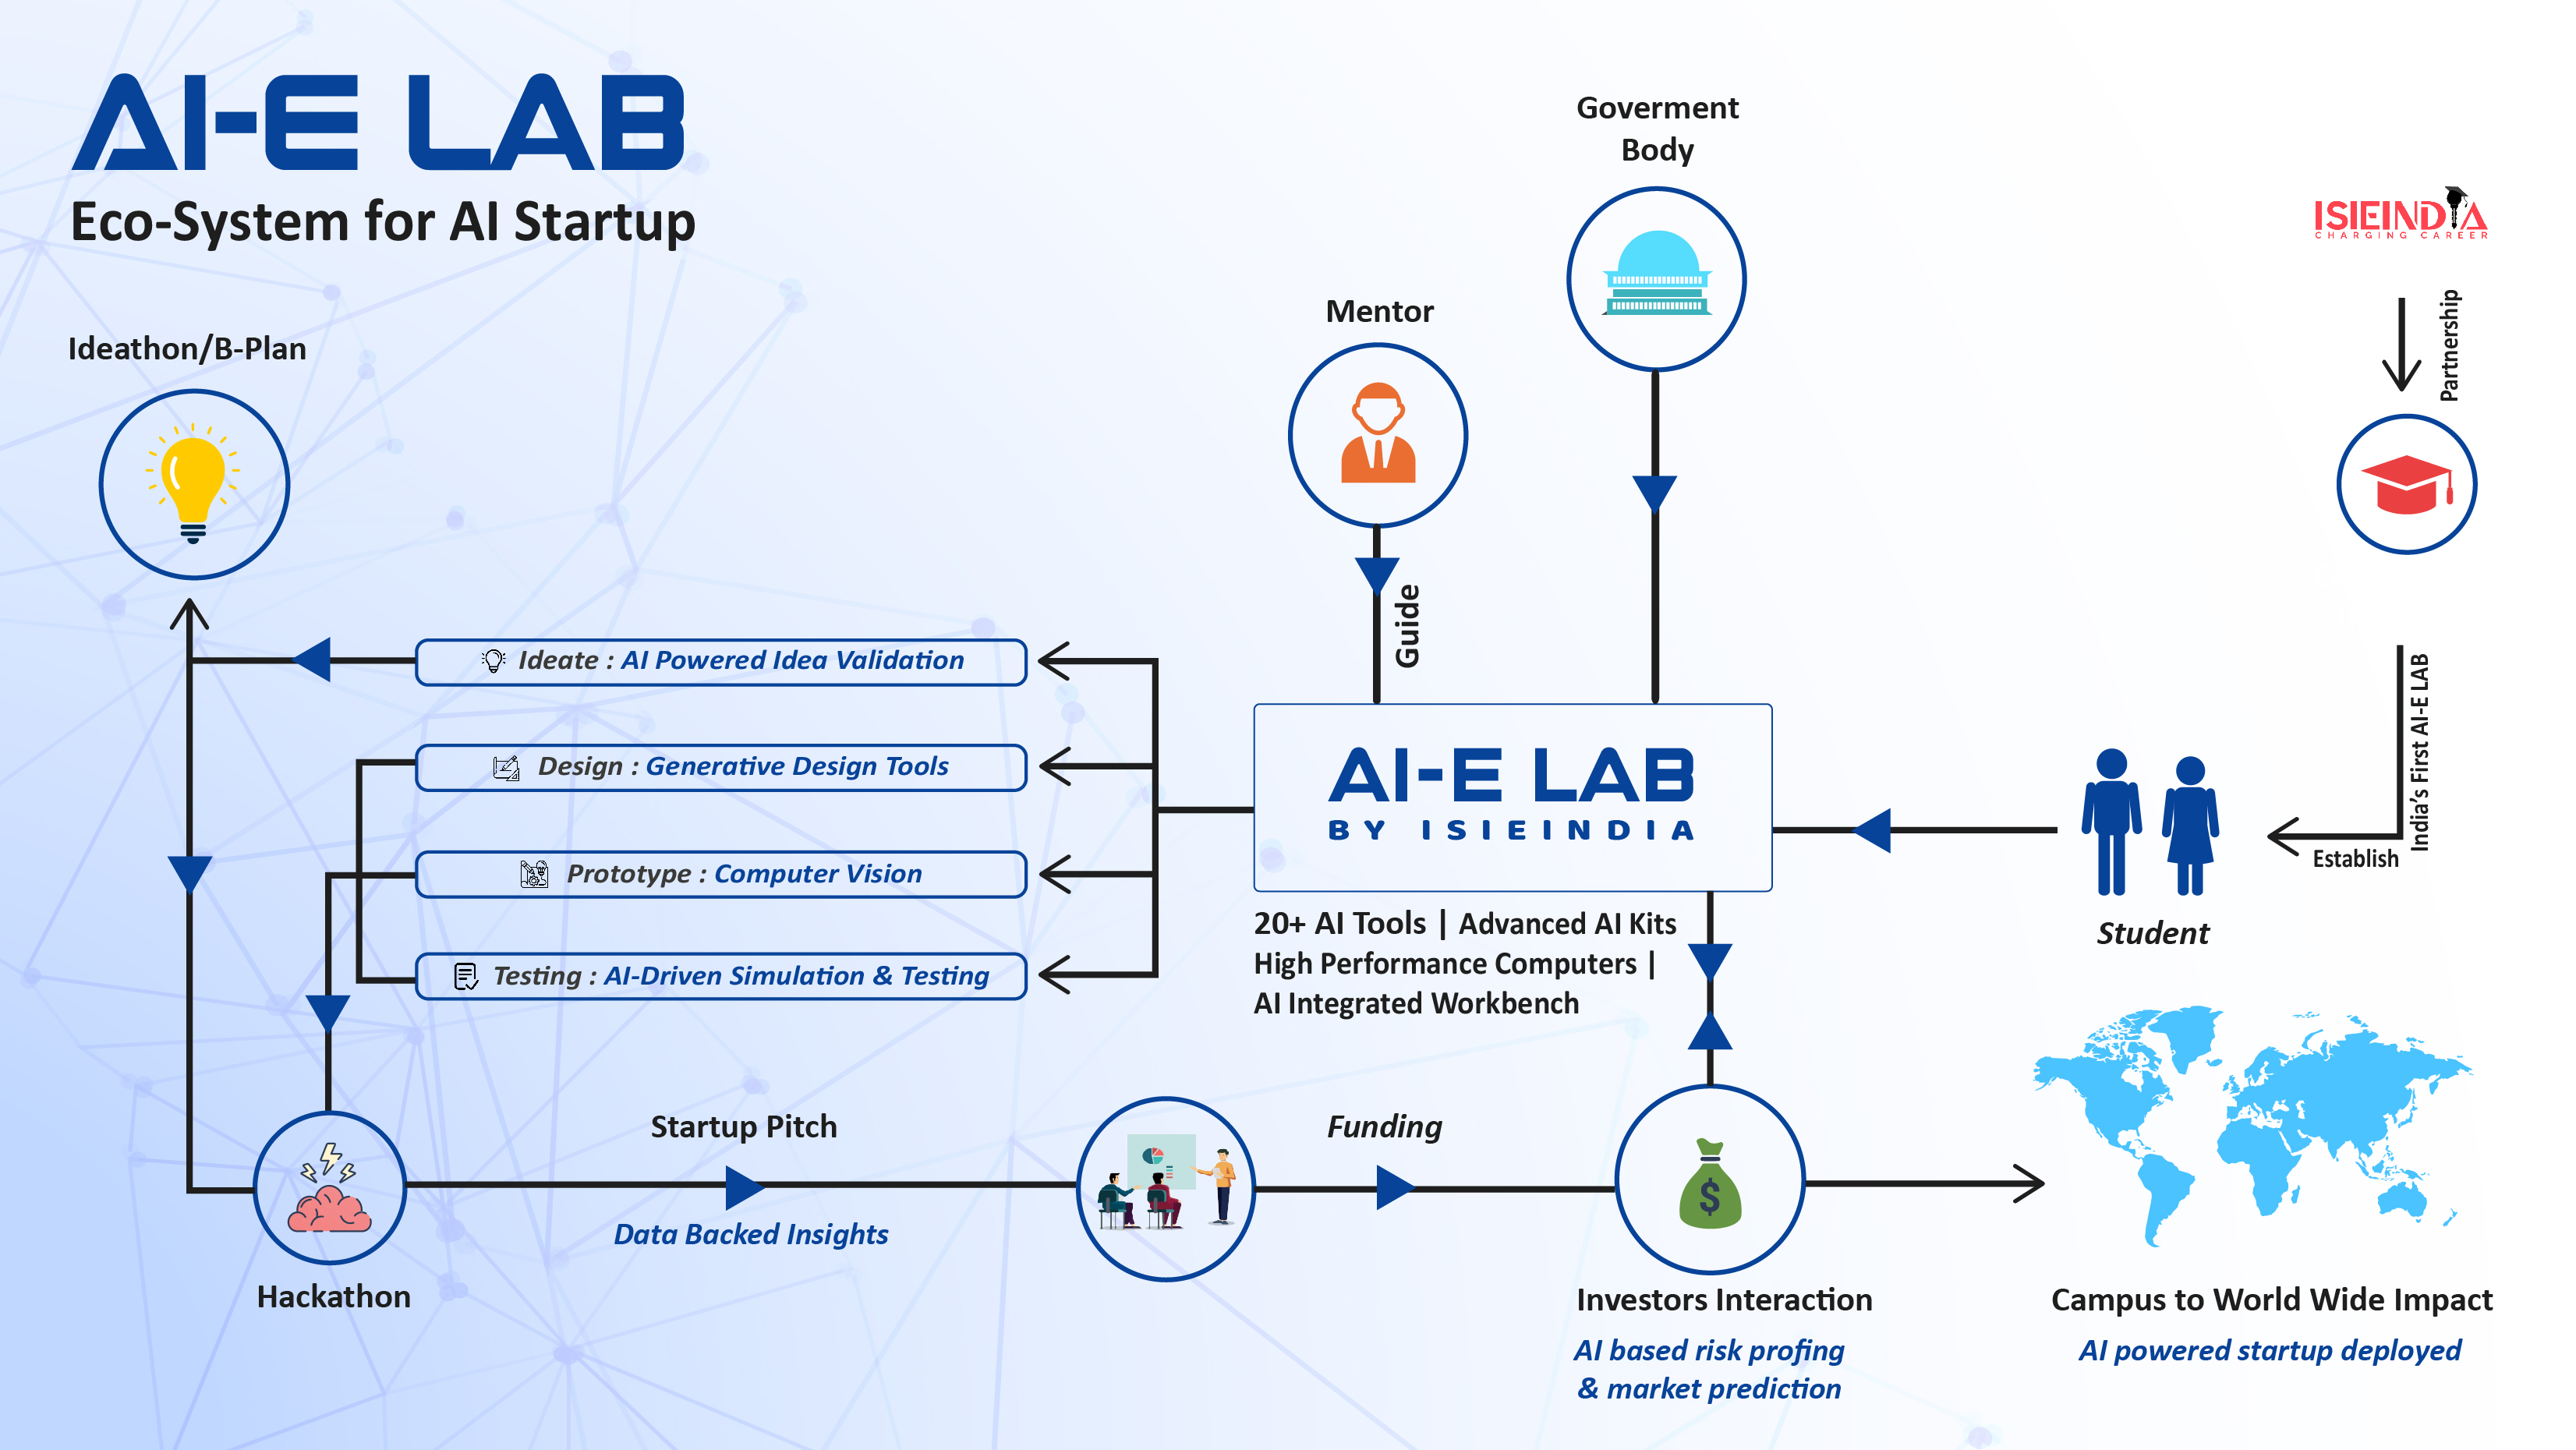 AI-E LAB
Eco-System for AI Startup
Goverment
Body
ISIEINDIA
CHARGING CAREER
Mentor
Partnership
Ideathon/B-Plan
Guide
Ideate : AI Powered Idea Validation
Design : Generative Design Tools
Prototype : Computer Vision
Testing : AI-Driven Simulation & Testing
AI-E LAB
BY ISIEINDIA
20+ AI Tools | Advanced AI Kits
High Performance Computers |
AI Integrated Workbench
India's First AI-E LAB
Establish
Student
Startup Pitch
Data Backed Insights
Funding
$
Hackathon
Investors Interaction
AI based risk profing
& market prediction
Campus to World Wide Impact
AI powered startup deployed